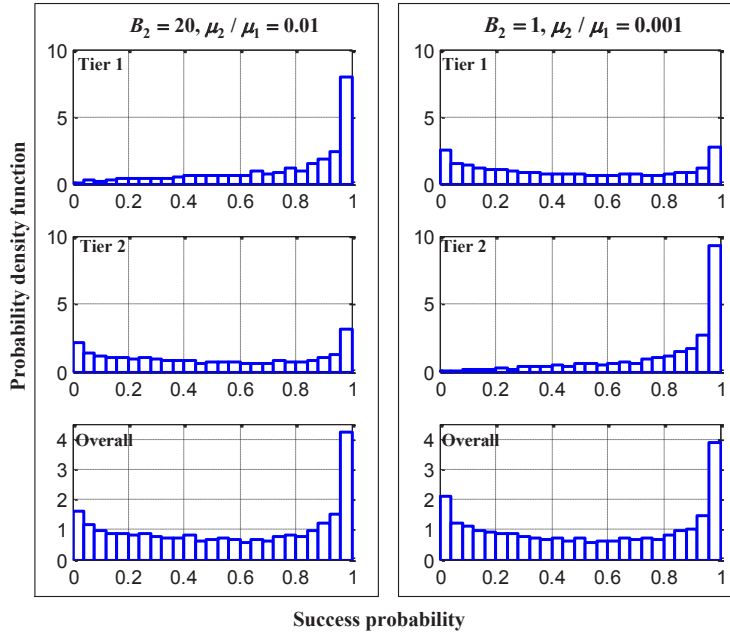 B₂ = 20, μ₂ / μ₁ = 0.01
B₂ = 1, μ₂ / μ₁ = 0.001
Probability density function
10
5
0
Tier 1
0 0.2 0.4 0.6 0.8 1
10
5
0
Tier 1
0 0.2 0.4 0.6 0.8 1
10
5
0
Tier 2
0 0.2 0.4 0.6 0.8 1
10
5
0
Tier 2
0 0.2 0.4 0.6 0.8 1
4
3
2
1
0
Overall
0 0.2 0.4 0.6 0.8 1
4
3
2
1
0
Overall
0 0.2 0.4 0.6 0.8 1
Success probability